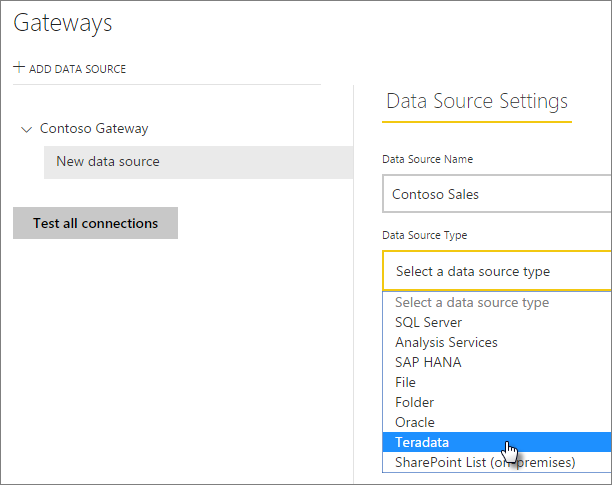 Gateways
+ ADD DATA SOURCE
Contoso Gateway
New data source
Test all connections
Data Source Settings
Data Source Name
Contoso Sales
Data Source Type
Select a data source type
Select a data source type
SQL Server
Analysis Services
SAP HANA
File
Folder
Oracle
Teradata
SharePoint List (on-premises)